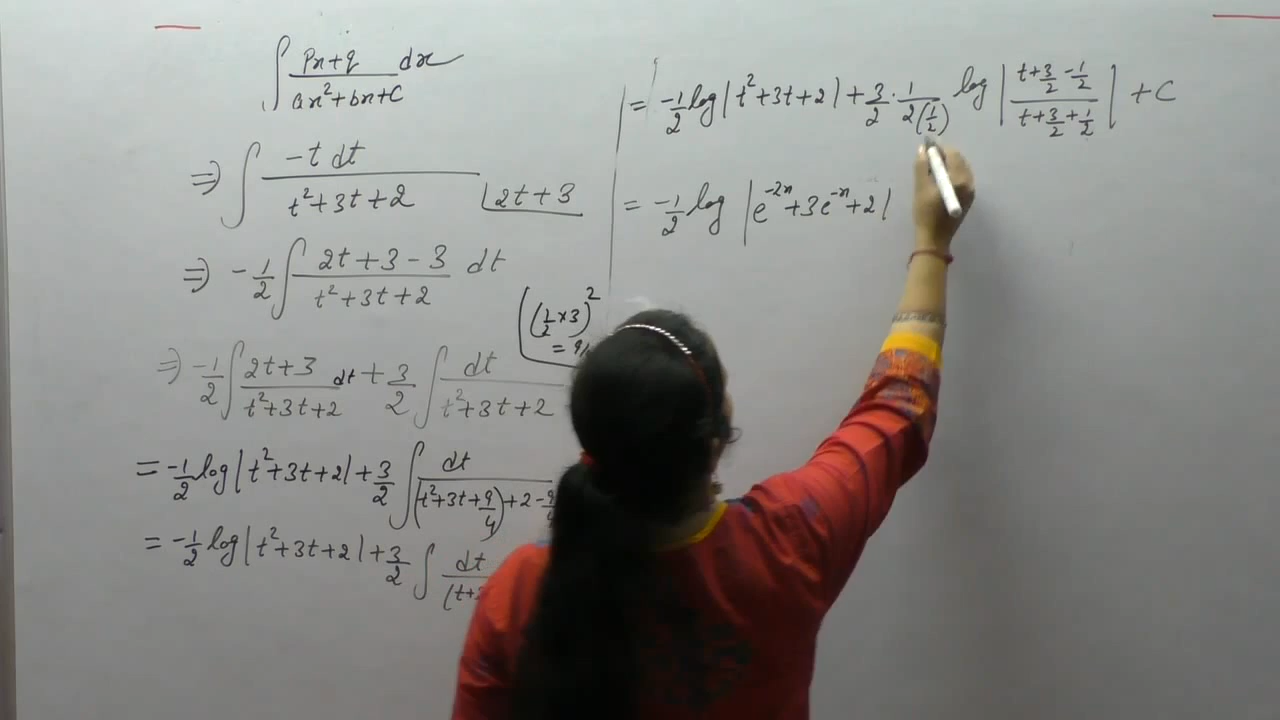 ∫ (px+q)/(ax²+bx+c) dx
⇒ ∫ (-t dt)/(t²+3t+2) |2t+3
⇒ -1/2 ∫ (2t+3-3)/(t²+3t+2) dt
(1/2 × 3)²
= 9/
⇒ -1/2 ∫ (2t+3)/(t²+3t+2) dt + 3/2 ∫ dt/(t²+3t+2)
= -1/2 log|t²+3t+2| + 3/2 ∫ dt/((t²+3t+9/4)+2-9/4
= -1/2 log|t²+3t+2| + 3/2 ∫ dt/(t+
= -1/2 log|t²+3t+2| + 3/2 · 1/(2(1/2)) log |(t+3/2-1/2)/(t+3/2+1/2)| + C
= -1/2 log |e^(-2x)+3e^(-x)+2|